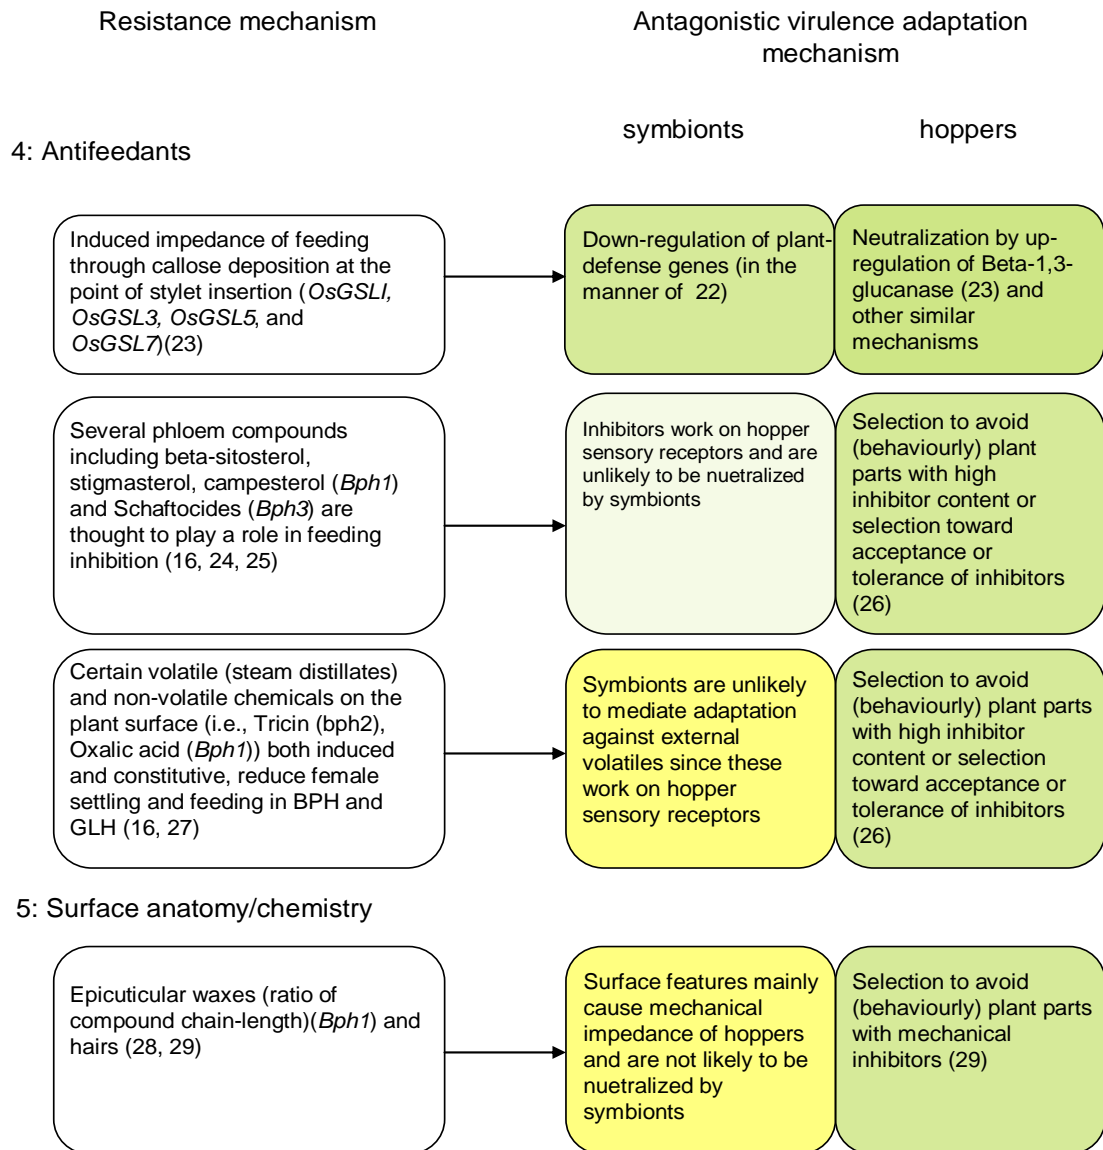 Resistance mechanism
Antagonistic virulence adaptation
mechanism
symbionts
hoppers
4: Antifeedants
Induced impedance of feeding
through callose deposition at the
point of stylet insertion (OsGSLI,
OsGSL3, OsGSL5, and
OsGSL7)(23)
Down-regulation of plant-
defense genes (in the
manner of 22)
Neutralization by up-
regulation of Beta-1,3-
glucanase (23) and
other similar
mechanisms
Several phloem compounds
including beta-sitosterol,
stigmasterol, campesterol (Bph1)
and Schaftocides (Bph3) are
thought to play a role in feeding
inhibition (16, 24, 25)
Inhibitors work on hopper
sensory receptors and are
unlikely to be nuetralized
by symbionts
Selection to avoid
(behaviourly) plant
parts with high
inhibitor content or
selection toward
acceptance or
tolerance of inhibitors
(26)
Certain volatile (steam distillates)
and non-volatile chemicals on the
plant surface (i.e., Tricin (bph2),
Oxalic acid (Bph1)) both induced
and constitutive, reduce female
settling and feeding in BPH and
GLH (16, 27)
Symbionts are unlikely
to mediate adaptation
against external
volatiles since these
work on hopper
sensory receptors
Selection to avoid
(behaviourly) plant parts
with high inhibitor
content or selection
toward acceptance or
tolerance of inhibitors
(26)
5: Surface anatomy/chemistry
Epicuticular waxes (ratio of
compound chain-length)(Bph1) and
hairs (28, 29)
Surface features mainly
cause mechanical
impedance of hoppers
and are not likely to be
nuetralized by
symbionts
Selection to avoid
(behaviourly) plant parts
with mechanical
inhibitors (29)